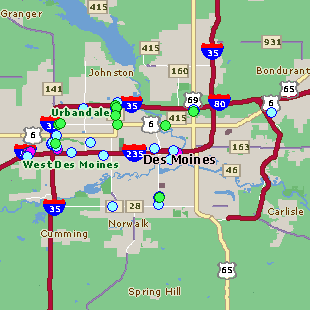 Granger
415
35
415
931
Johnston
160
Bondurant
65
141
35
69
80
6
Urbandale
6
415
6
35
235
163
Des Moines
West Des Moines
46
35
28
Carlisle
Norwalk
Cumming
65
Spring Hill